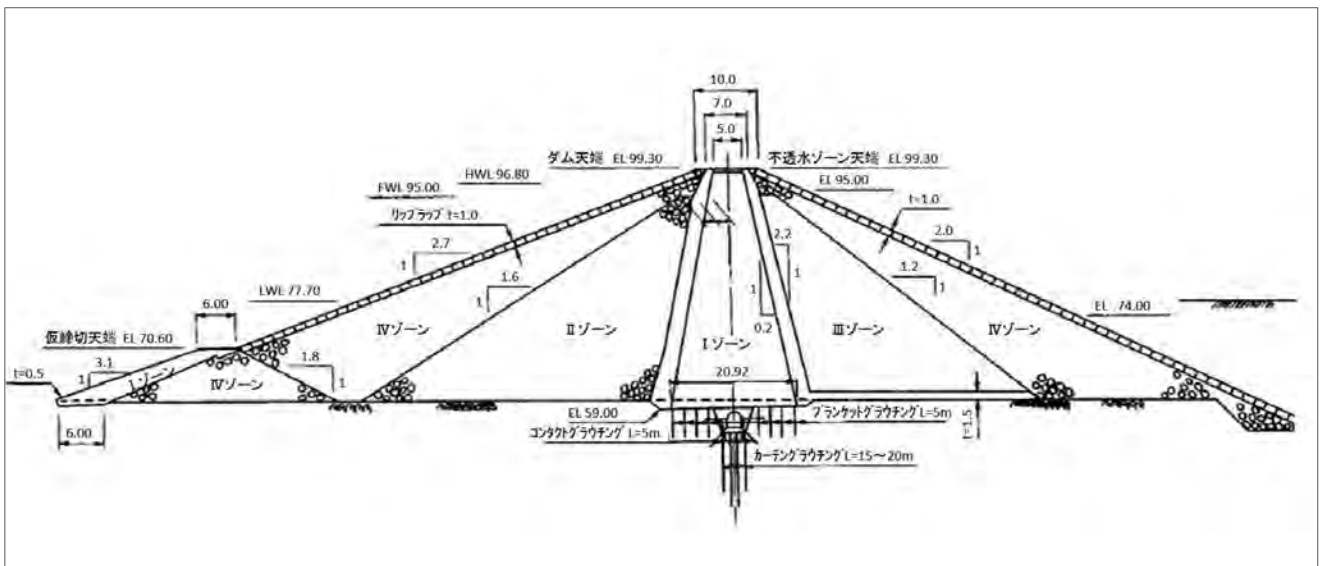 10.0
7.0
5.0
ダム天端 EL 99.30
不透水ゾーン天端 EL 99.30
HWL 96.80
FWL 95.00
EL 95.00
リップラップ t=1.0
t=1.0
2.7
1
2.2
1
2.0
1
1.6
1
1.2
1
LWL 77.70
1
0.2
EL 74.00
6.00
IVゾーン
IIゾーン
Iゾーン
IIIゾーン
IVゾーン
仮締切天端 EL 70.60
3.1
1
Iゾーン
1.8
1
t=0.5
IVゾーン
20.92
6.00
EL 59.00
ブランケットグラウチングL=5m
t=1.5
コンタクトグラウチングL=5m
カーテングラウチングL=15～20m